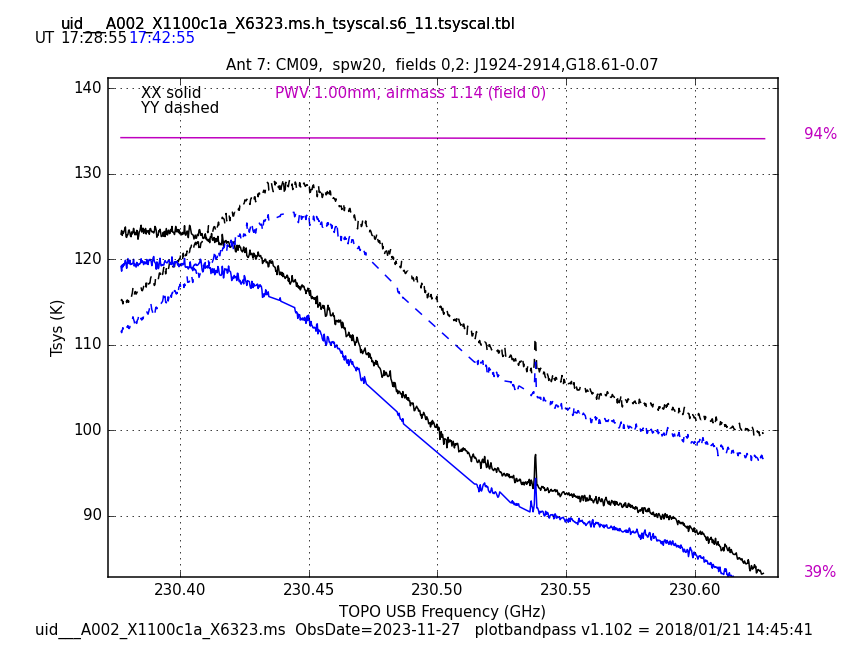 uid___A002_X1100c1a_X6323.ms.h_tsyscal.s6_11.tsyscal.tbl
UT 17:28:55 17:42:55
Ant 7: CM09,  spw20,  fields 0,2: J1924-2914,G18.61-0.07
XX solid
PWV 1.00mm, airmass 1.14 (field 0)
YY dashed
140
130
120
110
100
90
94%
39%
Tsys (K)
230.40 230.45 230.50 230.55 230.60
TOPO USB Frequency (GHz)
uid___A002_X1100c1a_X6323.ms  ObsDate=2023-11-27   plotbandpass v1.102 = 2018/01/21 14:45:41